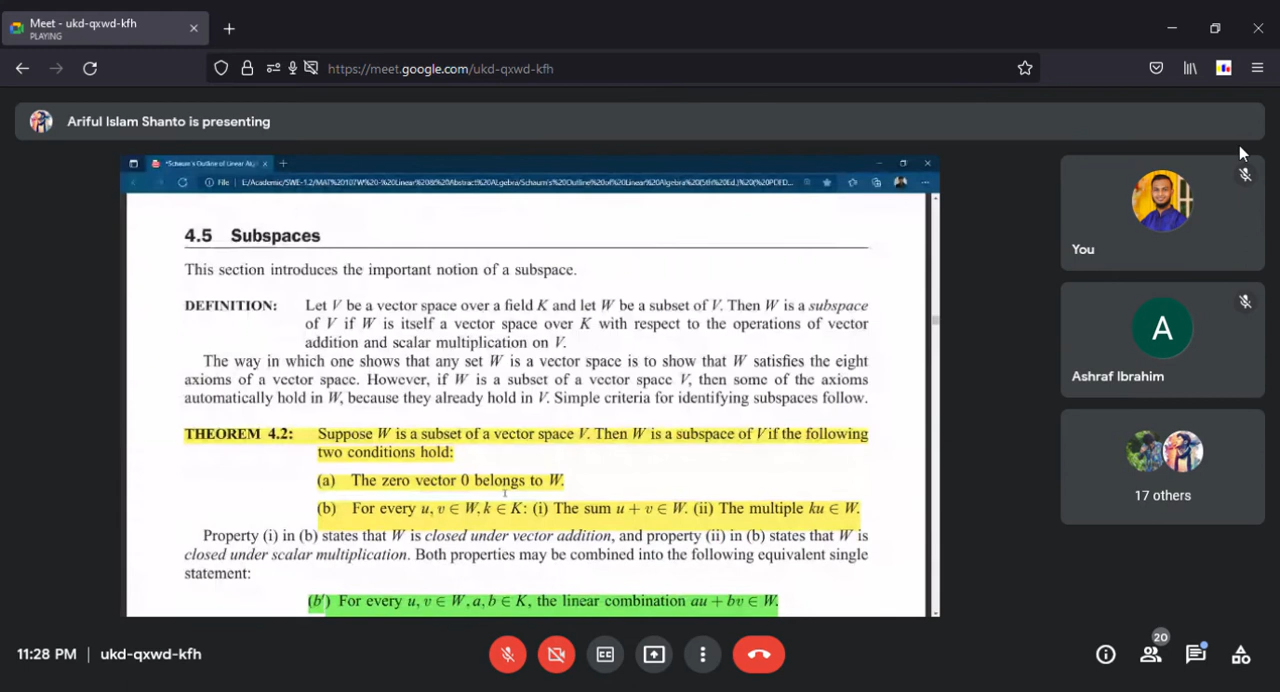 Meet - ukd-qxwd-kfh
PLAYING
https://meet.google.com/ukd-qxwd-kfh
Ariful Islam Shanto is presenting
File
4.5 Subspaces
This section introduces the important notion of a subspace.
DEFINITION: Let V be a vector space over a field K and let W be a subset of V. Then W is a subspace
of V if W is itself a vector space over K with respect to the operations of vector
addition and scalar multiplication on V.
The way in which one shows that any set W is a vector space is to show that W satisfies the eight
axioms of a vector space. However, if W is a subset of a vector space V, then some of the axioms
automatically hold in W, because they already hold in V. Simple criteria for identifying subspaces follow.
THEOREM 4.2: Suppose W is a subset of a vector space V. Then W is a subspace of V if the following
two conditions hold:
(a) The zero vector 0 belongs to W.
(b) For every u, v ∈ W, k ∈ K: (i) The sum u + v ∈ W. (ii) The multiple ku ∈ W.
Property (i) in (b) states that W is closed under vector addition, and property (ii) in (b) states that W is
closed under scalar multiplication. Both properties may be combined into the following equivalent single
statement:
(b′) For every u, v ∈ W, a, b ∈ K, the linear combination au + bv ∈ W.
You
A
Ashraf Ibrahim
17 others
11:28 PM | ukd-qxwd-kfh
CC
20